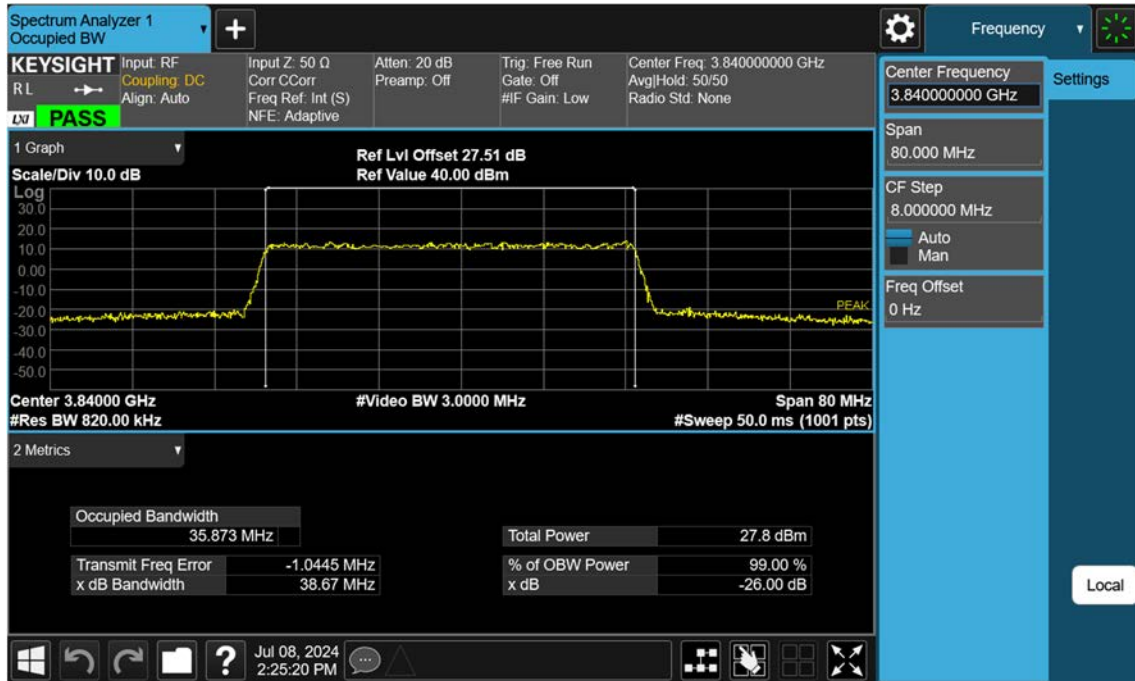 Spectrum Analyzer 1
Occupied BW
+
Frequency
KEYSIGHT
RL
LXI PASS
Input: RF
Coupling: DC
Align: Auto
Input Z: 50 Ω
Corr CCorr
Freq Ref: Int (S)
NFE: Adaptive
Atten: 20 dB
Preamp: Off
Trig: Free Run
Gate: Off
#IF Gain: Low
Center Freq: 3.840000000 GHz
Avg|Hold: 50/50
Radio Std: None
Center Frequency
3.840000000 GHz
Settings
Span
80.000 MHz
CF Step
8.000000 MHz
Auto
Man
Freq Offset
0 Hz
Local
1 Graph
Scale/Div 10.0 dB
Ref Lvl Offset 27.51 dB
Ref Value 40.00 dBm
Log
30.0
20.0
10.0
0.00
-10.0
-20.0
-30.0
-40.0
-50.0
PEAK
Center 3.84000 GHz
#Video BW 3.0000 MHz
Span 80 MHz
#Res BW 820.00 kHz
#Sweep 50.0 ms (1001 pts)
2 Metrics
Occupied Bandwidth
35.873 MHz
Total Power 27.8 dBm
Transmit Freq Error -1.0445 MHz
% of OBW Power 99.00 %
x dB Bandwidth 38.67 MHz
x dB -26.00 dB
?
Jul 08, 2024
2:25:20 PM